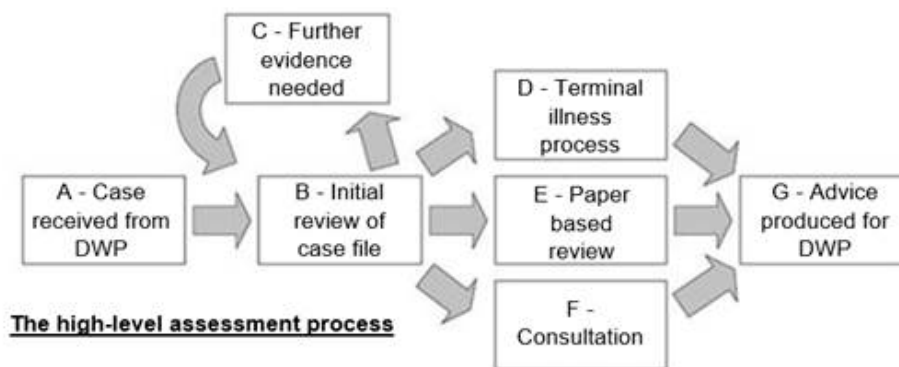 C - Further
evidence
needed
D - Terminal
illness
process
A - Case
received from
DWP
B - Initial
review of
case file
E - Paper
based
review
G - Advice
produced for
DWP
F -
Consultation
The high-level assessment process